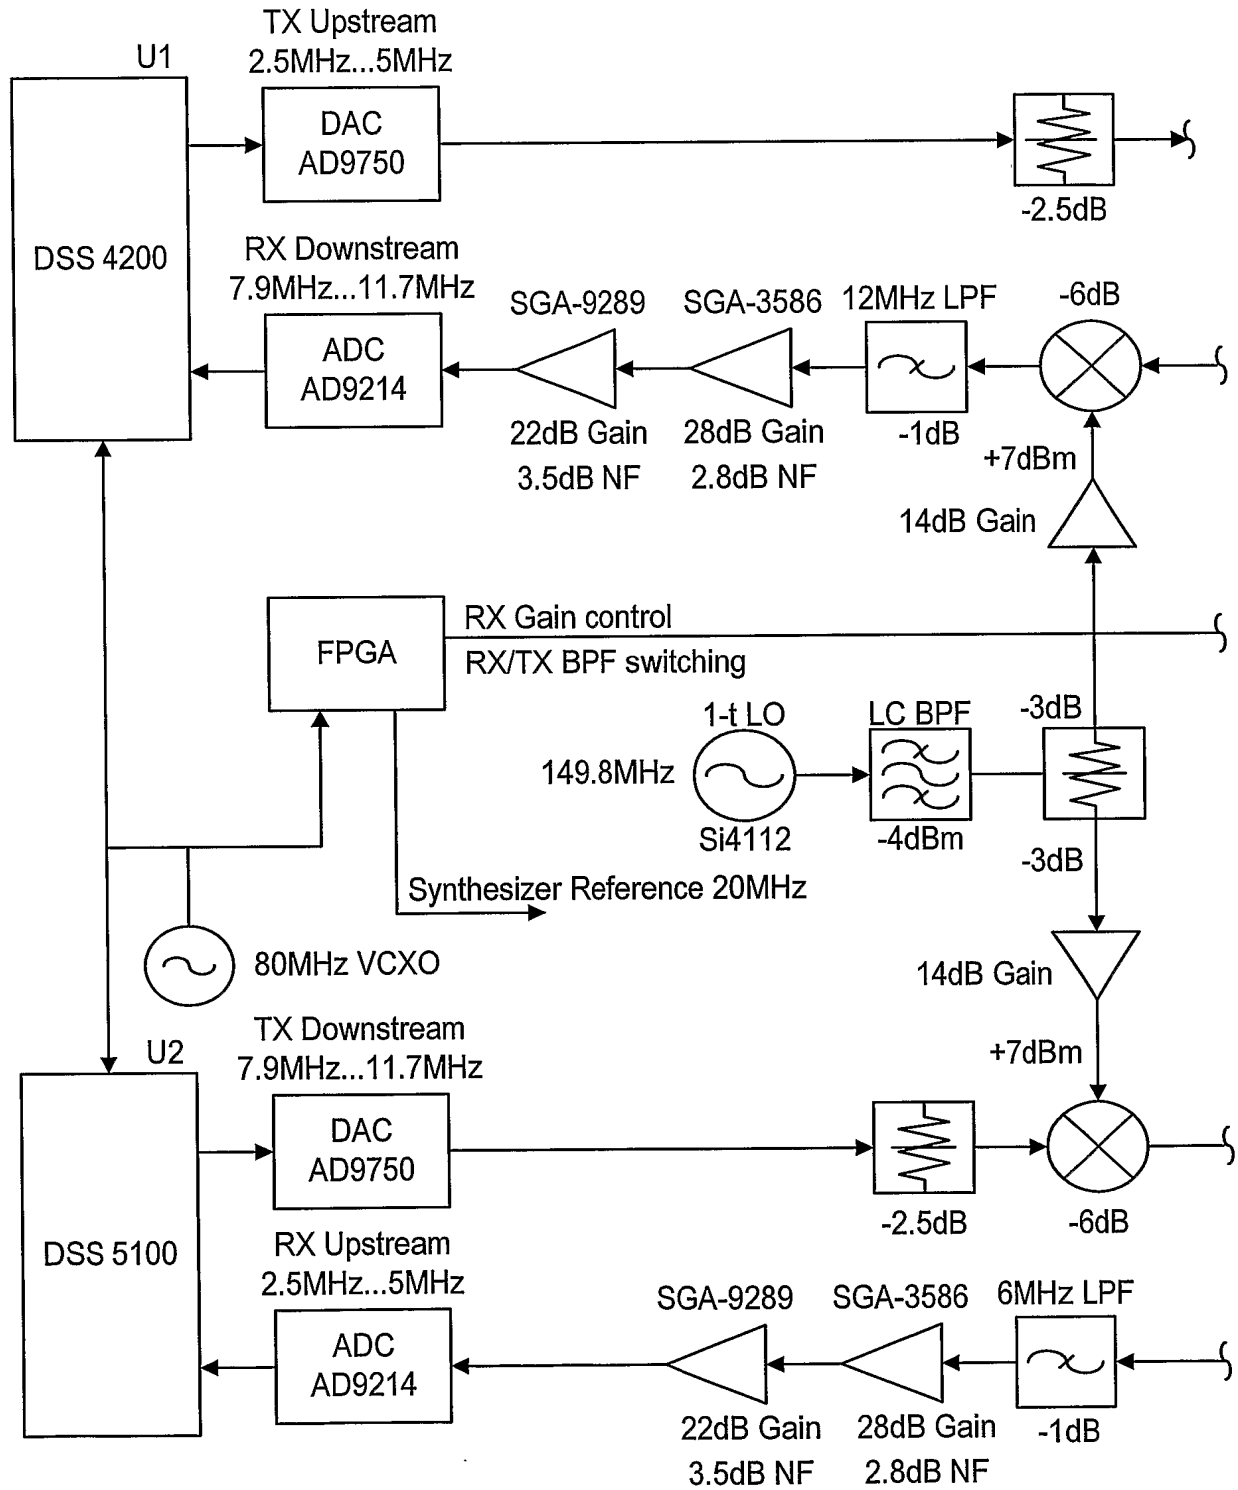 TX Upstream
2.5MHz...5MHz
U1
DAC
AD9750
-2.5dB
DSS 4200
RX Downstream
7.9MHz...11.7MHz
ADC
AD9214
SGA-9289
22dB Gain
3.5dB NF
SGA-3586
28dB Gain
2.8dB NF
12MHz LPF
-1dB
-6dB
+7dBm
14dB Gain
FPGA
RX Gain control
RX/TX BPF switching
1-t LO
149.8MHz
Si4112
LC BPF
-4dBm
-3dB
-3dB
Synthesizer Reference 20MHz
80MHz VCXO
14dB Gain
+7dBm
U2
TX Downstream
7.9MHz...11.7MHz
DAC
AD9750
-2.5dB
-6dB
DSS 5100
RX Upstream
2.5MHz...5MHz
ADC
AD9214
SGA-9289
22dB Gain
3.5dB NF
SGA-3586
28dB Gain
2.8dB NF
6MHz LPF
-1dB